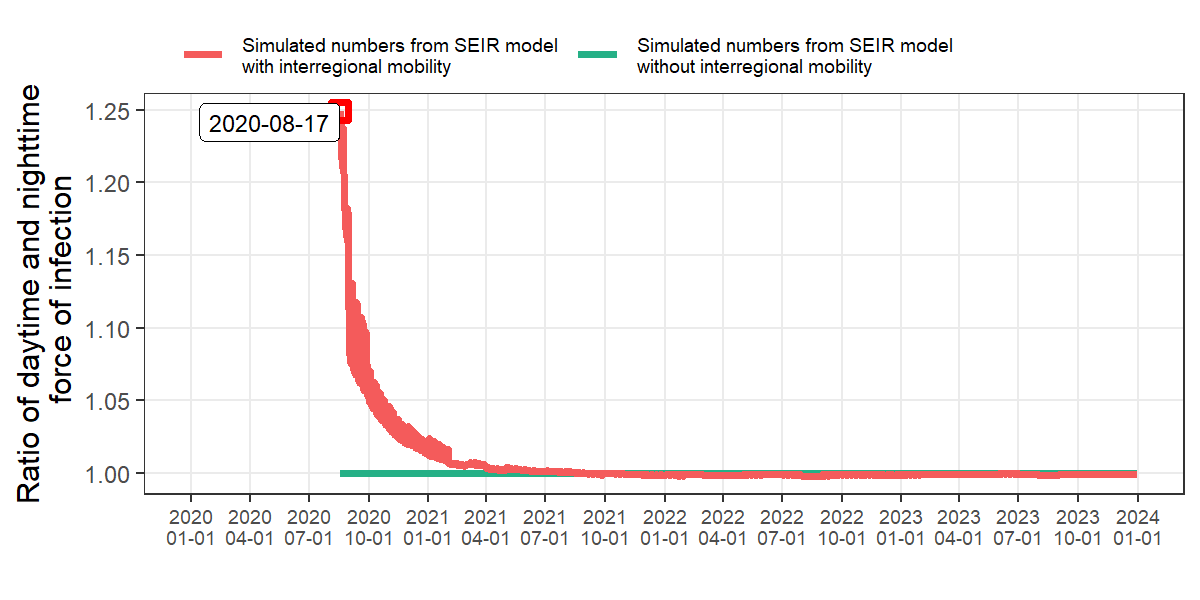 Simulated numbers from SEIR model
with interregional mobility
Simulated numbers from SEIR model
without interregional mobility
Ratio of daytime and nighttime
force of infection
1.25
1.20
1.15
1.10
1.05
1.00
2020-08-17
2020 2020 2020 2020 2021 2021 2021 2021 2022 2022 2022 2022 2023 2023 2023 2023 2024
01-01 04-01 07-01 10-01 01-01 04-01 07-01 10-01 01-01 04-01 07-01 10-01 01-01 04-01 07-01 10-01 01-01